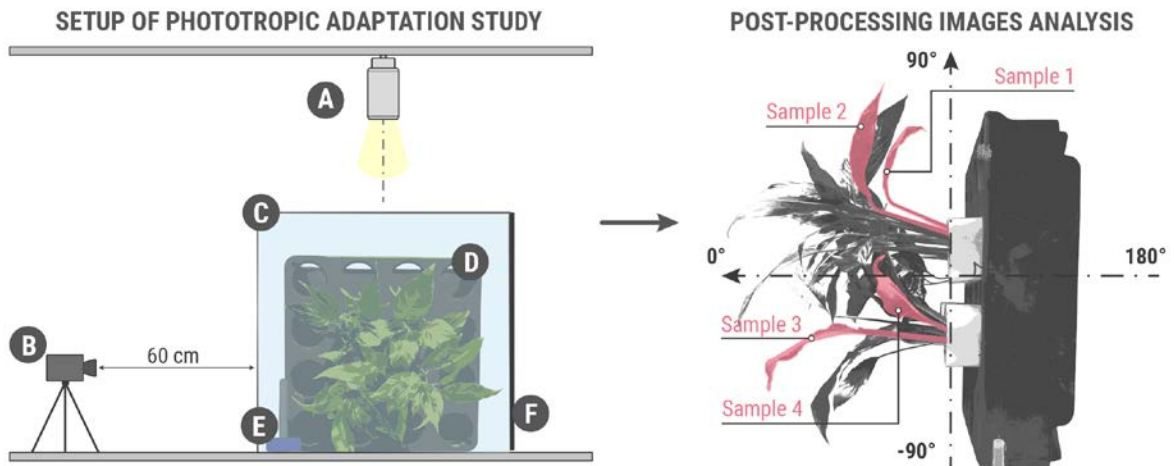 SETUP OF PHOTOTROPIC ADAPTATION STUDY
A
C
D
B
60 cm
E
F
POST-PROCESSING IMAGES ANALYSIS
90°
Sample 1
Sample 2
0°
180°
Sample 3
Sample 4
-90°